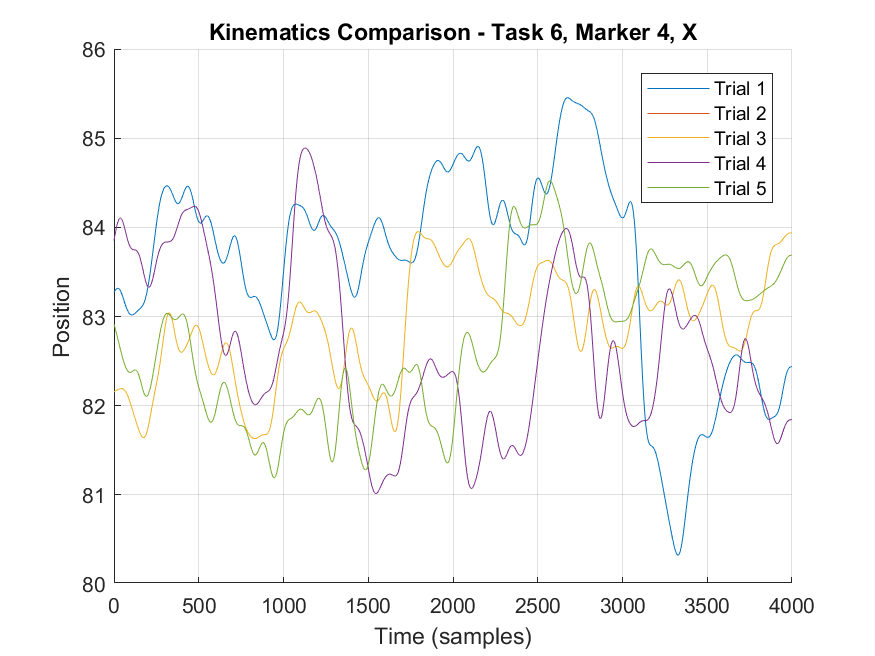 Kinematics Comparison - Task 6, Marker 4, X
86
85
84
83
82
81
80
Position
Trial 1
Trial 2
Trial 3
Trial 4
Trial 5
0 500 1000 1500 2000 2500 3000 3500 4000
Time (samples)